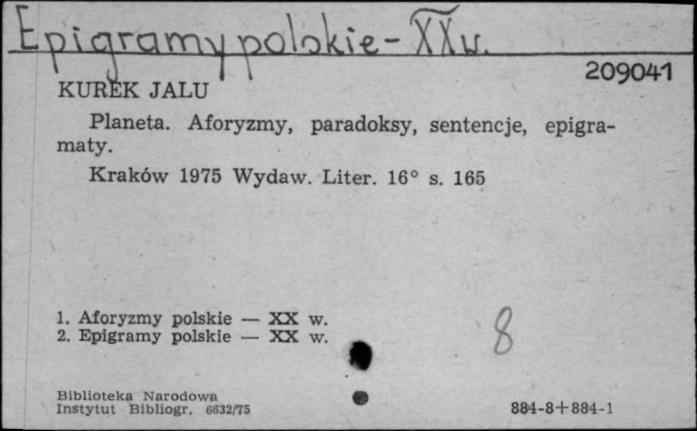 Epigramy polskie - XX w.
209041
KUREK JALU
Planeta. Aforyzmy, paradoksy, sentencje, epigra-
maty.
Kraków 1975 Wydaw. Liter. 16° s. 165
1. Aforyzmy polskie — XX w.
2. Epigramy polskie — XX w.
8
Biblioteka Narodowa
Instytut Bibliogr. 6632/75
884-8+884-1